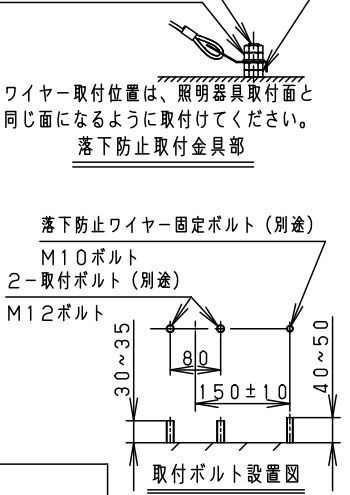 ワイヤー取付位置は、照明器具取付面と
同じ面になるように取付けてください。
落下防止取付金具部
落下防止ワイヤー固定ボルト（別途）
M10ボルト
2－取付ボルト（別途）
M12ボルト
80
150±10
30~35
40~50
取付ボルト設置図